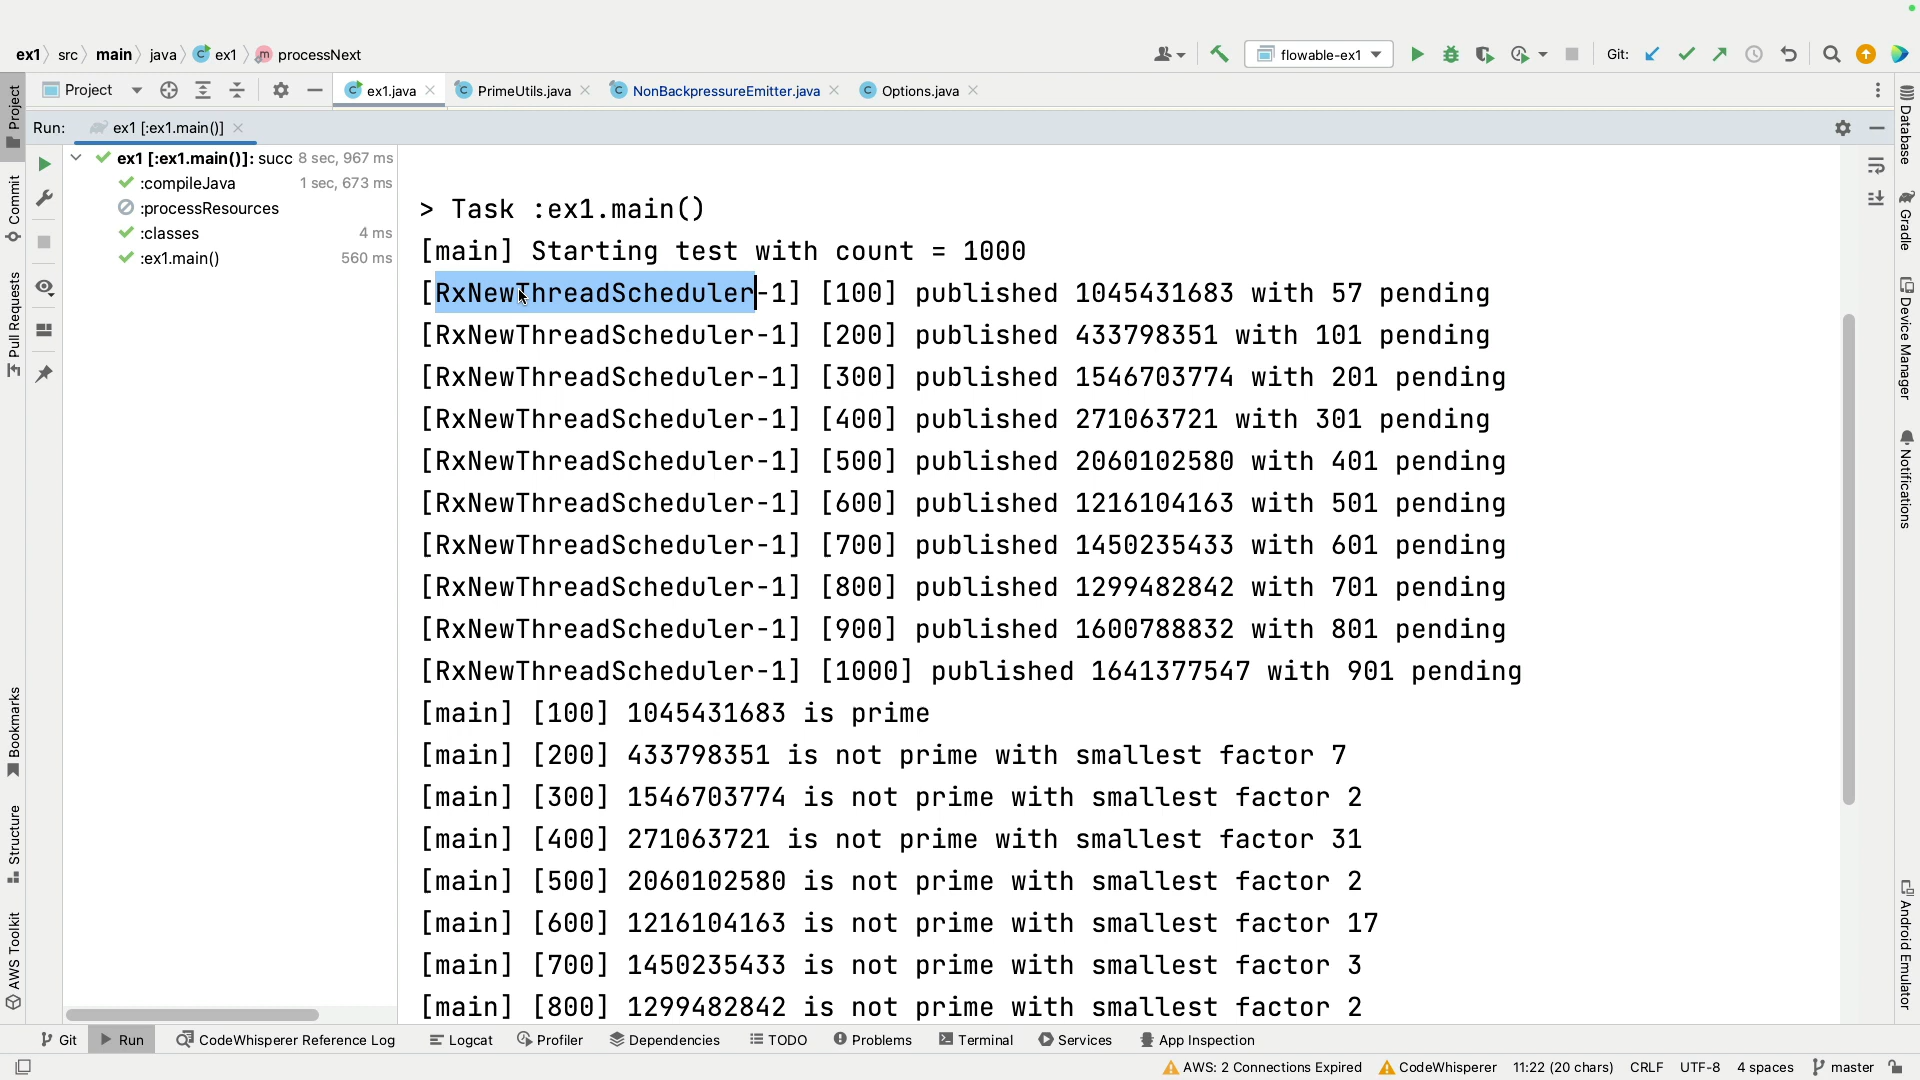 ex1 src main java ex1 processNext
flowable-ex1
Git:
Project
ex1.java
PrimeUtils.java
NonBackpressureEmitter.java
Options.java
Run: ex1 [:ex1.main()]
ex1 [:ex1.main()]: succ 8 sec, 967 ms
:compileJava 1 sec, 673 ms
:processResources
:classes 4 ms
:ex1.main() 560 ms
> Task :ex1.main()
[main] Starting test with count = 1000
[RxNewThreadScheduler-1] [100] published 1045431683 with 57 pending
[RxNewThreadScheduler-1] [200] published 433798351 with 101 pending
[RxNewThreadScheduler-1] [300] published 1546703774 with 201 pending
[RxNewThreadScheduler-1] [400] published 271063721 with 301 pending
[RxNewThreadScheduler-1] [500] published 2060102580 with 401 pending
[RxNewThreadScheduler-1] [600] published 1216104163 with 501 pending
[RxNewThreadScheduler-1] [700] published 1450235433 with 601 pending
[RxNewThreadScheduler-1] [800] published 1299482842 with 701 pending
[RxNewThreadScheduler-1] [900] published 1600788832 with 801 pending
[RxNewThreadScheduler-1] [1000] published 1641377547 with 901 pending
[main] [100] 1045431683 is prime
[main] [200] 433798351 is not prime with smallest factor 7
[main] [300] 1546703774 is not prime with smallest factor 2
[main] [400] 271063721 is not prime with smallest factor 31
[main] [500] 2060102580 is not prime with smallest factor 2
[main] [600] 1216104163 is not prime with smallest factor 17
[main] [700] 1450235433 is not prime with smallest factor 3
[main] [800] 1299482842 is not prime with smallest factor 2
Project
Commit
Pull Requests
Bookmarks
Structure
AWS Toolkit
Database
Gradle
Device Manager
Notifications
Android Emulator
Git Run CodeWhisperer Reference Log Logcat Profiler Dependencies TODO Problems Terminal Services App Inspection
AWS: 2 Connections Expired CodeWhisperer 11:22 (20 chars) CRLF UTF-8 4 spaces master